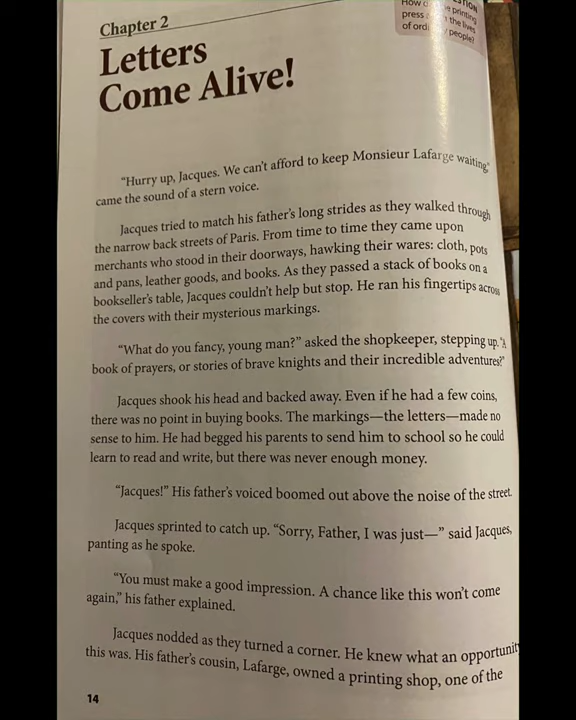 Chapter 2
Letters
Come Alive!
How printing
press the lives
of people?
"Hurry up, Jacques. We can't afford to keep Monsieur Lafarge waiting,"
came the sound of a stern voice.
Jacques tried to match his father's long strides as they walked through
the narrow back streets of Paris. From time to time they came upon
merchants who stood in their doorways, hawking their wares: cloth, pots
and pans, leather goods, and books. As they passed a stack of books on a
bookseller's table, Jacques couldn't help but stop. He ran his fingertips across
the covers with their mysterious markings.
"What do you fancy, young man?" asked the shopkeeper, stepping up. "A
book of prayers, or stories of brave knights and their incredible adventures?"
Jacques shook his head and backed away. Even if he had a few coins,
there was no point in buying books. The markings—the letters—made no
sense to him. He had begged his parents to send him to school so he could
learn to read and write, but there was never enough money.
"Jacques!" His father's voiced boomed out above the noise of the street.
Jacques sprinted to catch up. "Sorry, Father, I was just—" said Jacques,
panting as he spoke.
"You must make a good impression. A chance like this won't come
again," his father explained.
Jacques nodded as they turned a corner. He knew what an opportunity
this was. His father's cousin, Lafarge, owned a printing shop, one of the
14